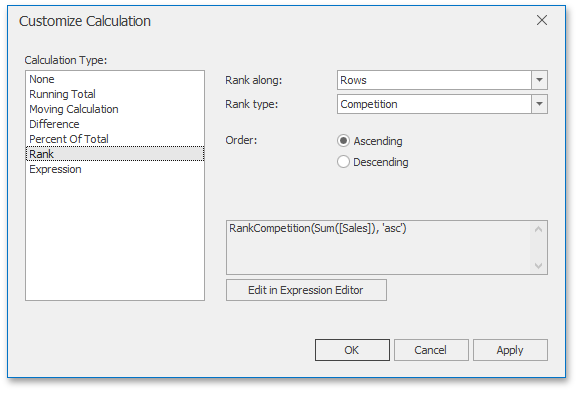 Customize Calculation
Calculation Type:
None
Running Total
Moving Calculation
Difference
Percent Of Total
Rank
Expression
Rank along:
Rows
Rank type:
Competition
Order:
Ascending
Descending
RankCompetition(Sum([Sales]), 'asc')
Edit in Expression Editor
OK
Cancel
Apply